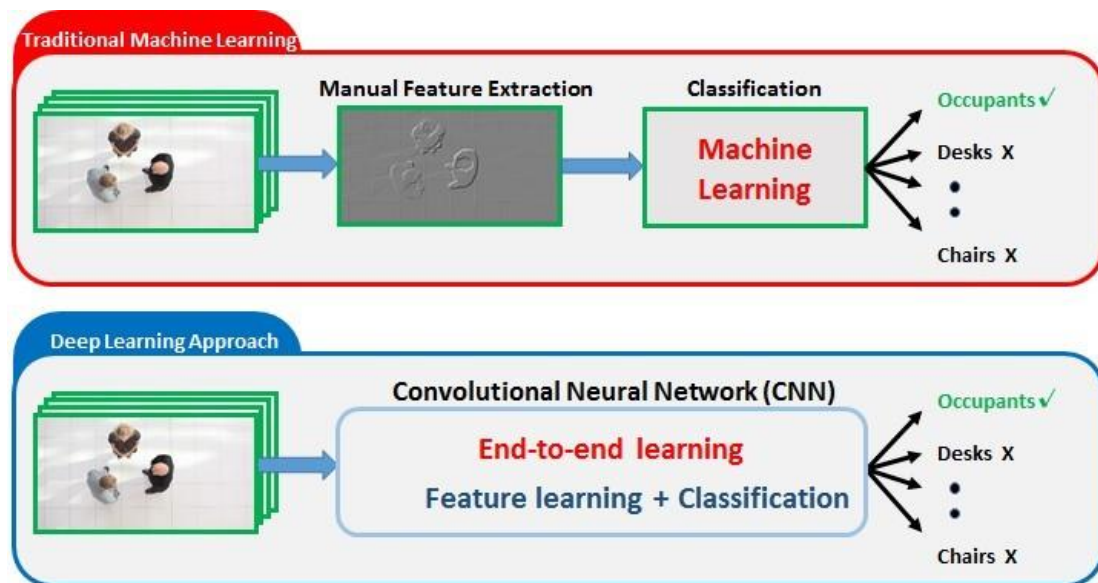 Traditional Machine Learning
Manual Feature Extraction
Classification
Machine
Learning
Occupants ✓
Desks X
Chairs X
Deep Learning Approach
Convolutional Neural Network (CNN)
End-to-end learning
Feature learning + Classification
Occupants ✓
Desks X
Chairs X